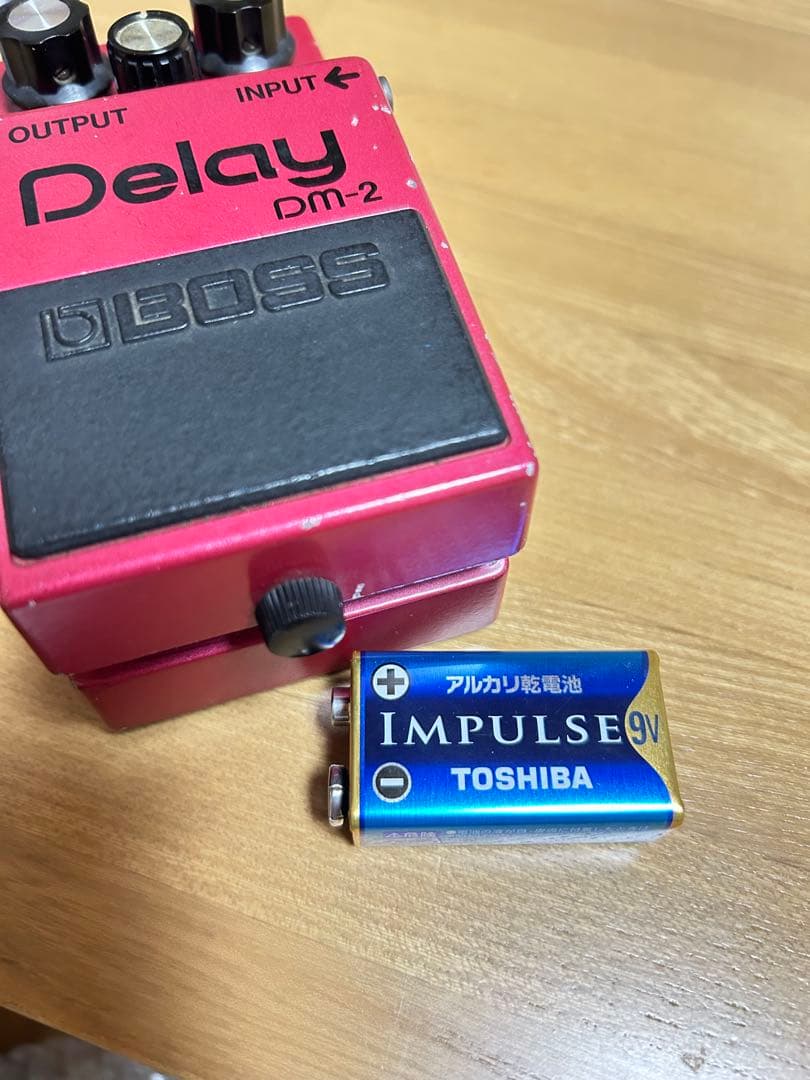 INPUT←
OUTPUT
Delay
DM-2
BOSS
+
アルカリ乾電池
IMPULSE 9V
−
TOSHIBA